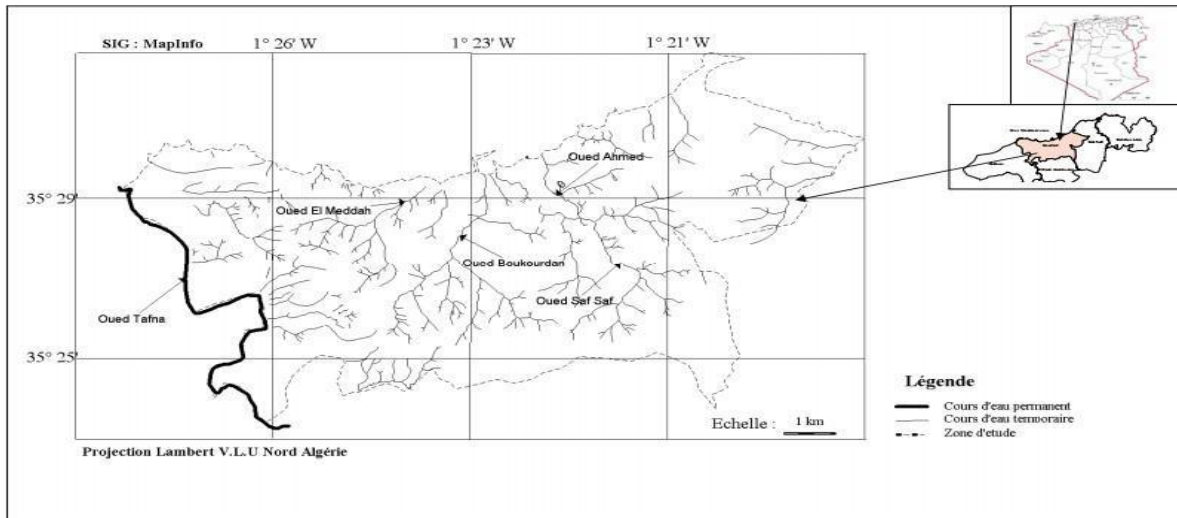 SIG : MapInfo
1° 26' W
1° 23' W
1° 21' W
Oued Ahmed
35° 29'
Oued El Meddah
Oued Boukourdan
Oued Saf Saf
Oued Tafna
35° 25'
Echelle : 1 km
Projection Lambert V.L.U Nord Algérie
Légende
Cours d'eau permanent
Cours d'eau temporaire
Zone d'etude